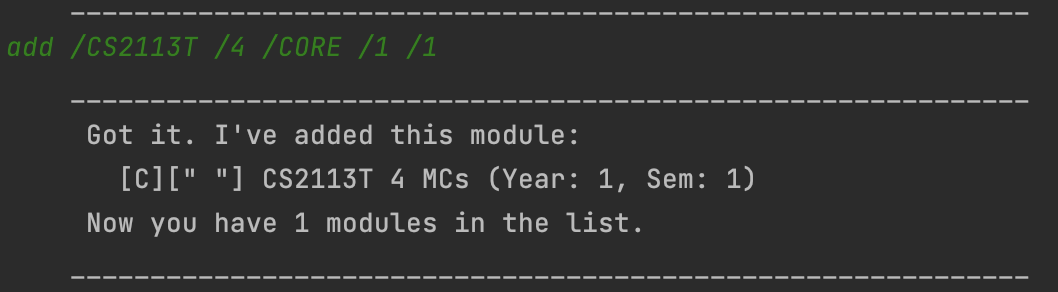 ____________________________________________________________
add /CS2113T /4 /CORE /1 /1
____________________________________________________________
Got it. I've added this module:
[C][" "] CS2113T 4 MCs (Year: 1, Sem: 1)
Now you have 1 modules in the list.
____________________________________________________________